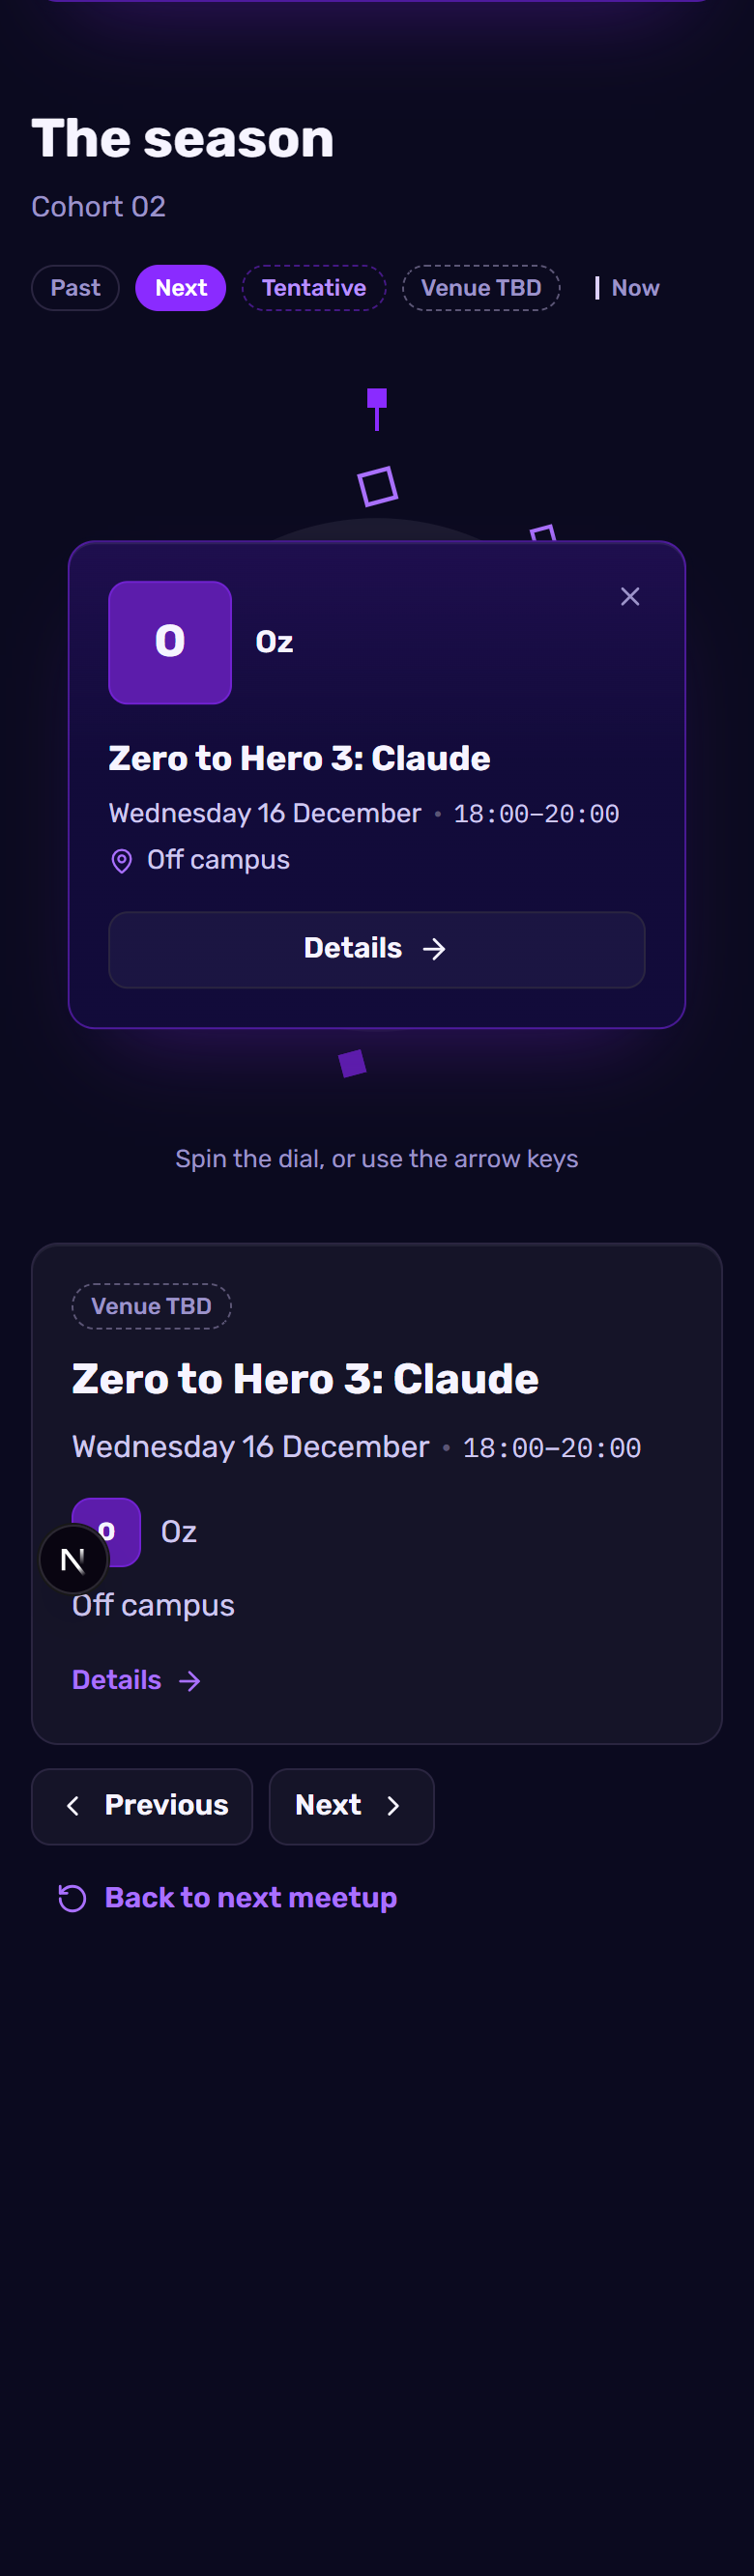 The season
Cohort 02
Past Next Tentative Venue TBD Now
O
Oz
Zero to Hero 3: Claude
Wednesday 16 December • 18:00–20:00
Off campus
Details →
Spin the dial, or use the arrow keys
Venue TBD
Zero to Hero 3: Claude
Wednesday 16 December • 18:00–20:00
O Oz
N
Off campus
Details →
Previous Next
Back to next meetup